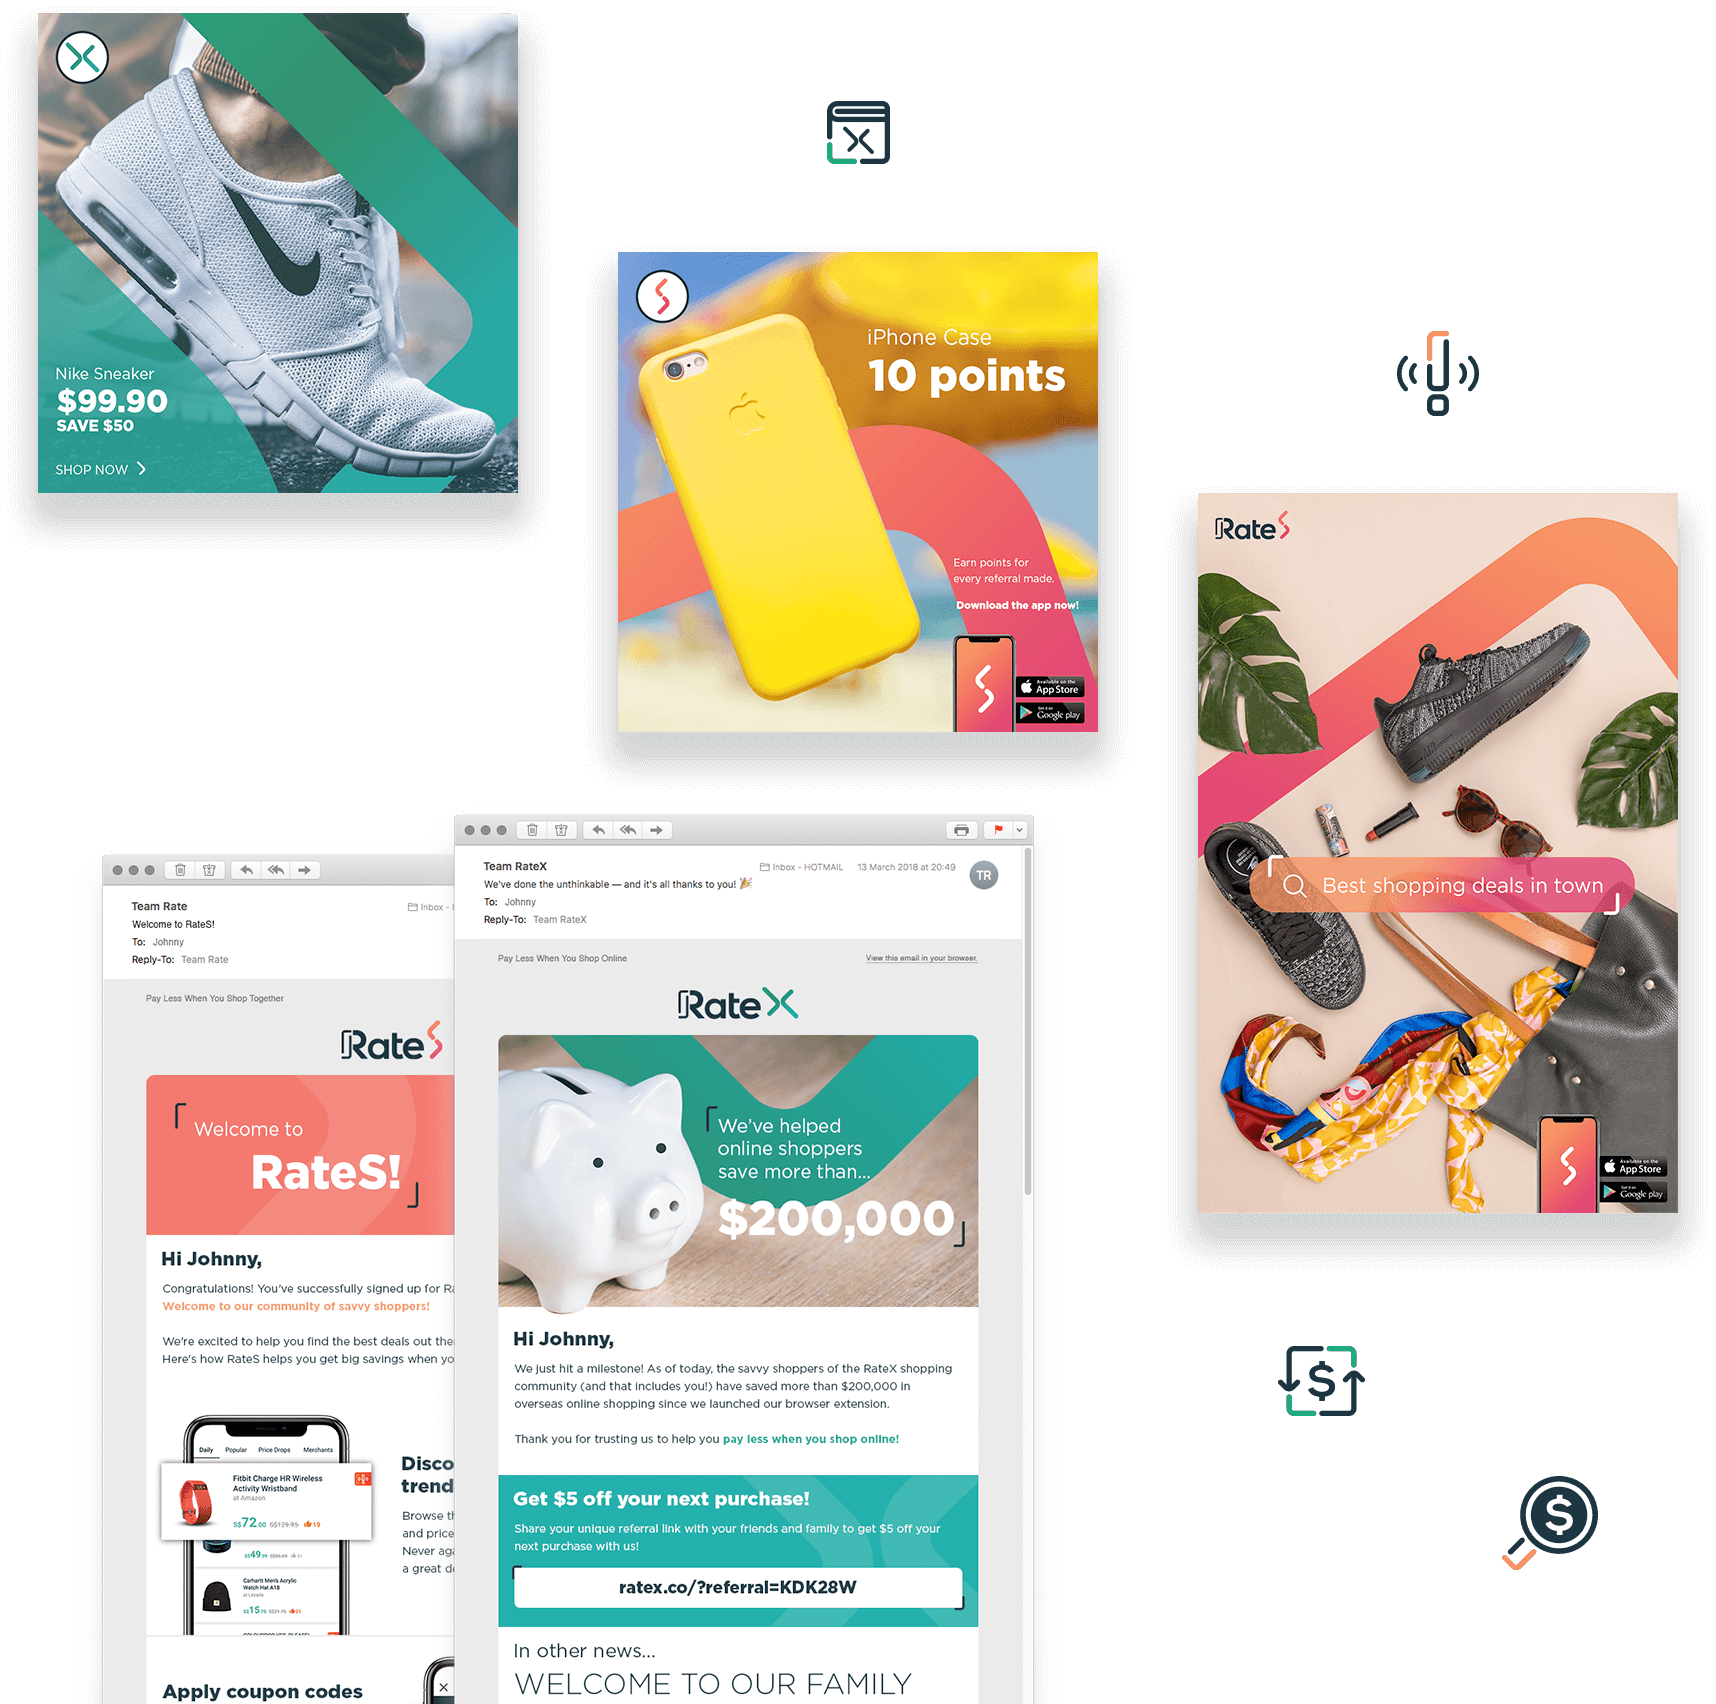 Nike Sneaker
$99.90
SAVE $50
SHOP NOW
iPhone Case
10 points
Earn points for
every referral made.
Download the app now!
Available on the
App Store
Get it on
Google play
RateS
Best shopping deals in town
Available on the
App Store
Get it on
Google play
Team Rate
Welcome to RateS!
To: Johnny
Reply-To: Team Rate
Inbox -
Pay Less When You Shop Together
RateS
Welcome to
RateS!
Hi Johnny,
Congratulations! You've successfully signed up for
Welcome to our community of savvy shoppers!
We're excited to help you find the best deals out
Here's how RateS helps you get big savings when
Daily Popular Price Drops Merchants
Fitbit Charge HR Wireless
Activity Wristband
at Amazon
S$72.00 S$129.95 19
S$49.99
Carhartt Men's Acrylic
Watch Hat A18
at Lazada
S$15.70 S$21.75 21
Disco
trend
Browse
and price
Never
a great
Apply coupon codes
Team RateX
Inbox - HOTMAIL 13 March 2018 at 20:49
TR
We've done the unthinkable — and it's all thanks to you! 🎉
To: Johnny
Reply-To: Team RateX
Pay Less When You Shop Online
View this email in your browser.
RateX
We've helped
online shoppers
save more than...
$200,000
Hi Johnny,
We just hit a milestone! As of today, the savvy shoppers of the RateX shopping
community (and that includes you!) have saved more than $200,000 in
overseas online shopping since we launched our browser extension.
Thank you for trusting us to help you pay less when you shop online!
Get $5 off your next purchase!
Share your unique referral link with your friends and family to get $5 off your
next purchase with us!
ratex.co/?referral=KDK28W
In other news...
WELCOME TO OUR FAMILY